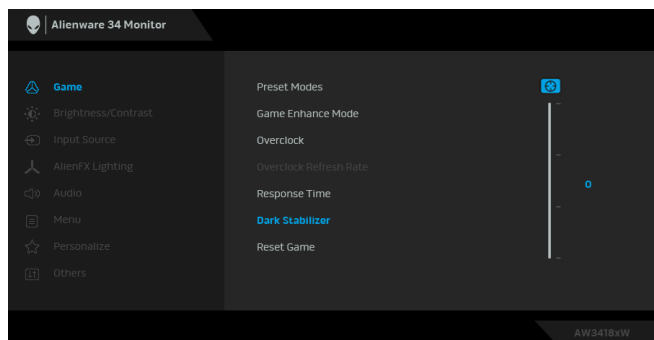 Alienware 34 Monitor
Game
Brightness/Contrast
Input Source
AlienFX Lighting
Audio
Menu
Personalize
Others
Preset Modes
Game Enhance Mode
Overclock
Overclock Refresh Rate
Response Time
Dark Stabilizer
Reset Game
0
AW3418xW